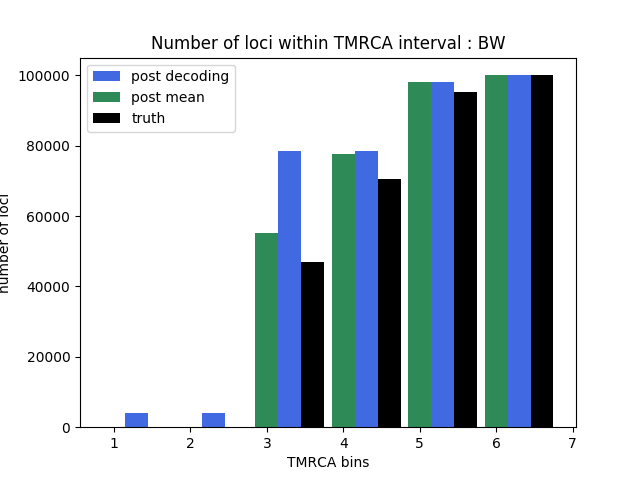 Number of loci within TMRCA interval : BW
post decoding
post mean
truth
100000
80000
60000
40000
20000
0
number of loci
1 2 3 4 5 6 7
TMRCA bins